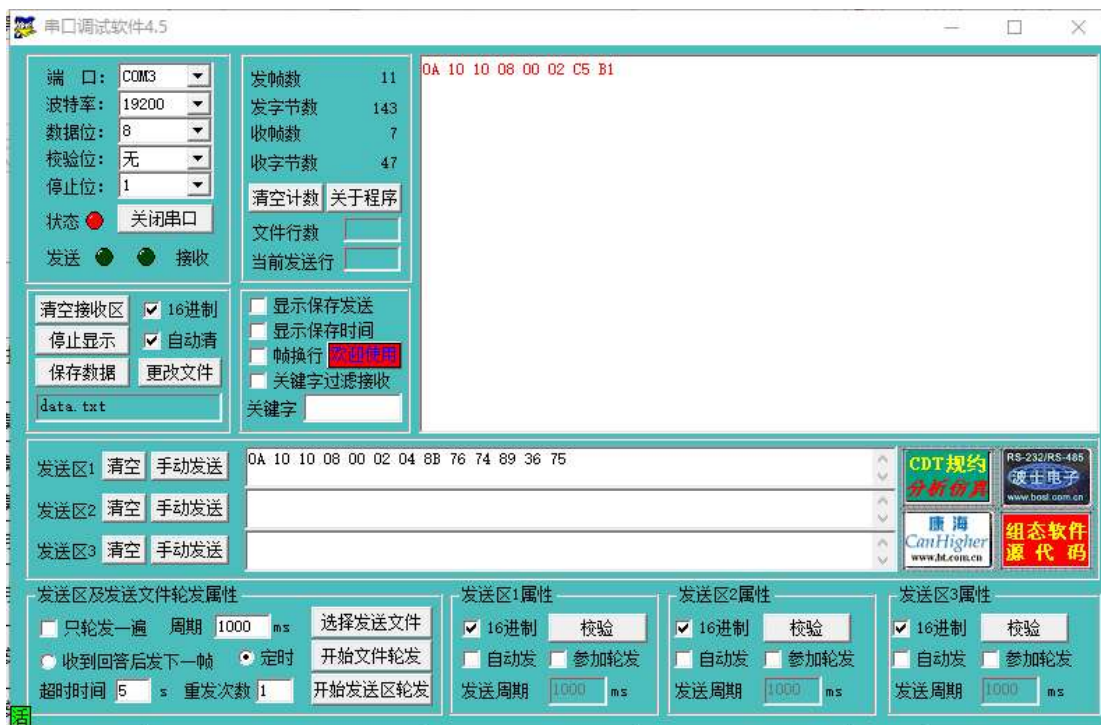 串口调试软件4.5
端 口: COM3
波特率: 19200
数据位: 8
校验位: 无
停止位: 1
状态 关闭串口
发送 接收
发帧数 11
发字节数 143
收帧数 7
收字节数 47
清空计数 关于程序
文件行数
当前发送行
0A 10 10 08 00 02 C5 B1
清空接收区 16进制
停止显示 自动清
保存数据 更改文件
data.txt
显示保存发送
显示保存时间
帧换行 欢迎使用
关键字过滤接收
关键字
发送区1 清空 手动发送 0A 10 10 08 00 02 04 8B 76 74 89 36 75
发送区2 清空 手动发送
发送区3 清空 手动发送
CDT规约
分析仿真
RS-232/RS-485
波士电子
www.bosi.com.cn
康海
CanHigher
www.ht.com.cn
组态软件
源代码
发送区及发送文件轮发属性
只轮发一遍 周期 1000 ms 选择发送文件
收到回答后发下一帧 定时 开始文件轮发
超时时间 5 s 重发次数 1 开始发送区轮发
发送区1属性
16进制 校验
自动发 参加轮发
发送周期 1000 ms
发送区2属性
16进制 校验
自动发 参加轮发
发送周期 1000 ms
发送区3属性
16进制 校验
自动发 参加轮发
发送周期 1000 ms
活